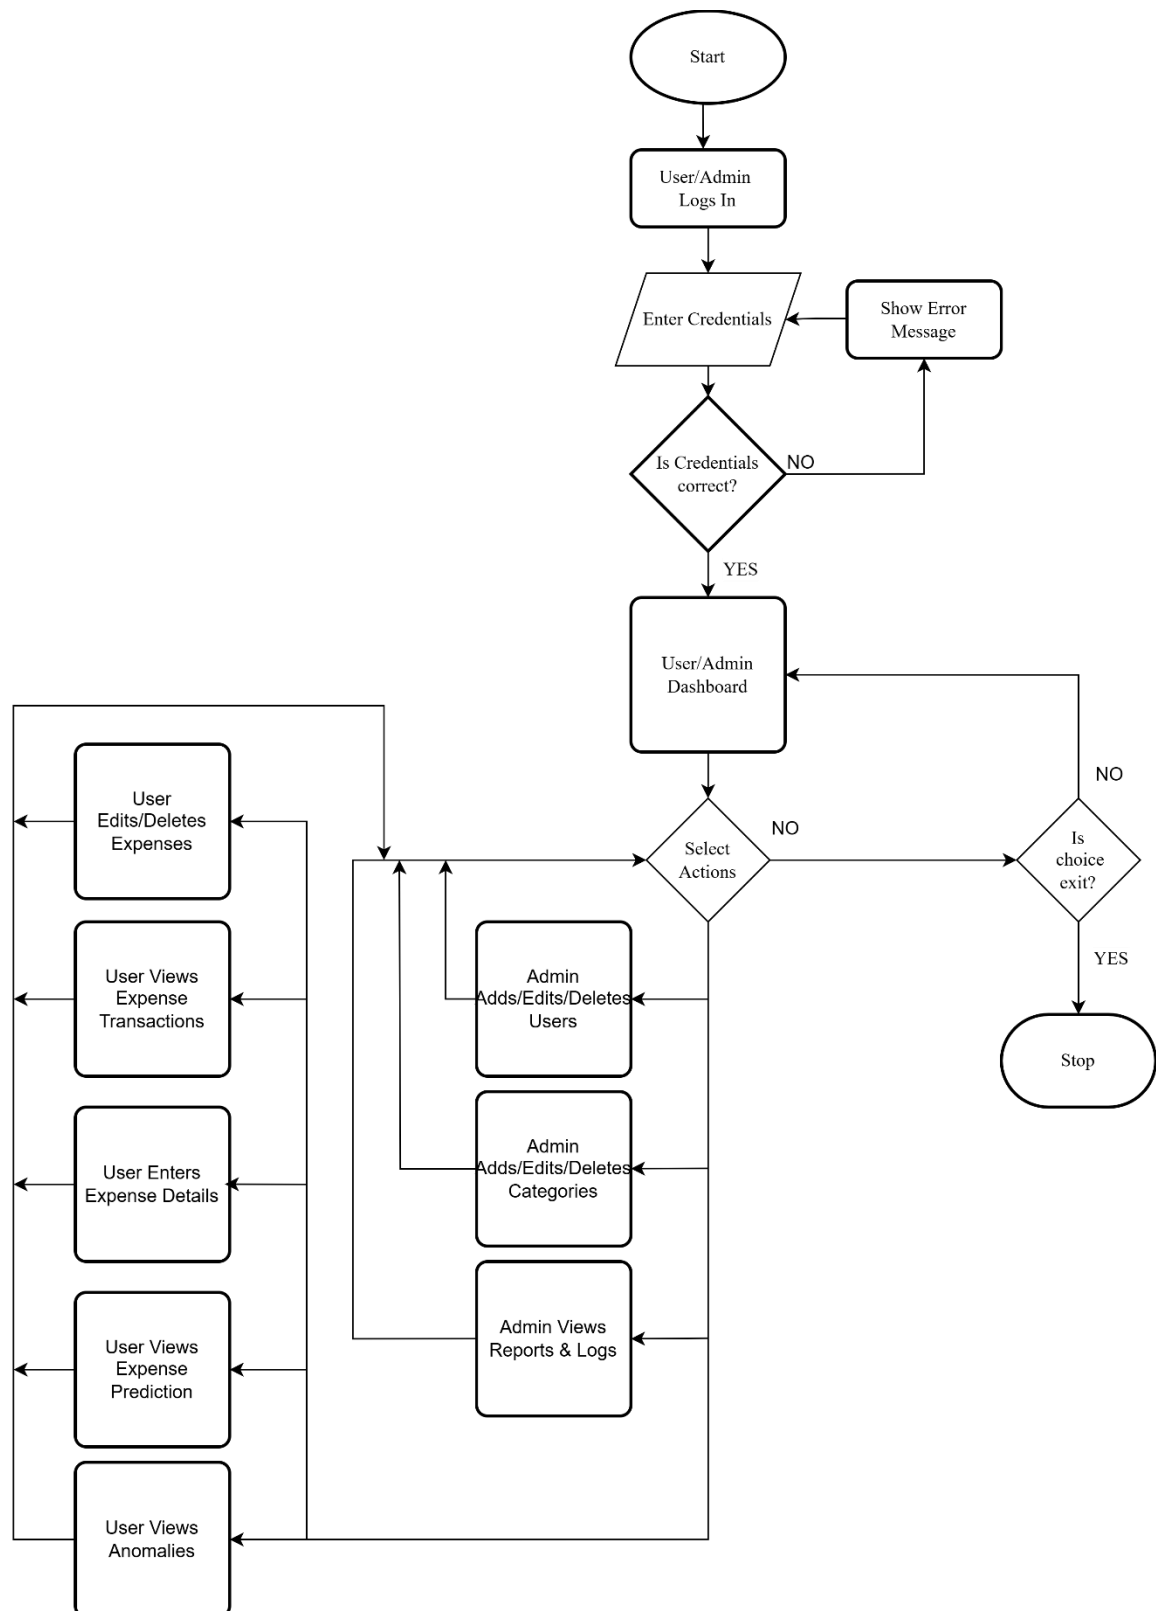 Start
User/Admin
Logs In
Enter Credentials
Show Error
Message
Is Credentials
correct?
NO
YES
User/Admin
Dashboard
NO
Select
Actions
NO
Is
choice
exit?
YES
Stop
User
Edits/Deletes
Expenses
User Views
Expense
Transactions
User Enters
Expense Details
User Views
Expense
Prediction
User Views
Anomalies
Admin
Adds/Edits/Deletes
Users
Admin
Adds/Edits/Deletes
Categories
Admin Views
Reports & Logs